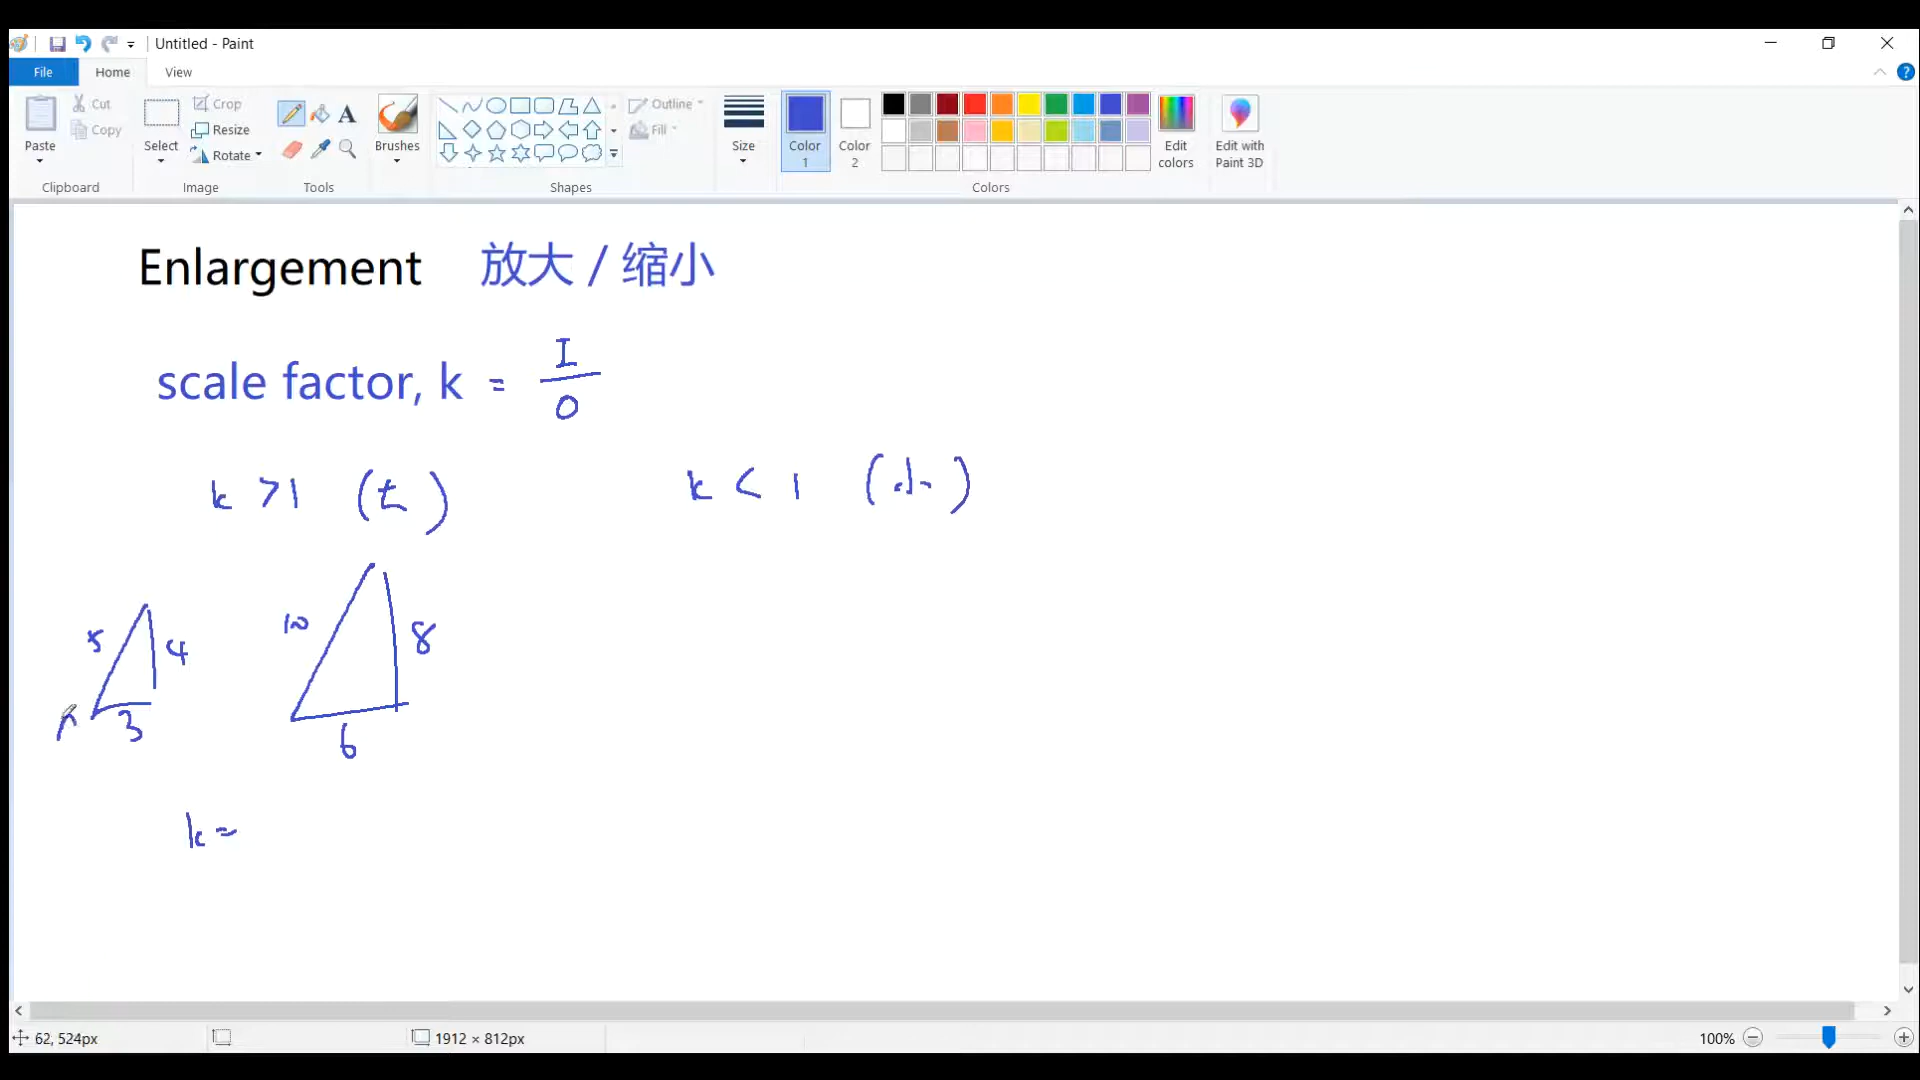 Untitled - Paint
File Home View
Paste
Cut
Copy
Clipboard
Select
Crop
Resize
Rotate
Image
A
Tools
Brushes
Shapes
Outline
Fill
Size
Color 1
Color 2
Colors
Edit colors
Edit with Paint 3D
Enlargement 放大 / 缩小
scale factor, k = I/O
k > 1 (大)
k < 1 (小)
5 4 3
10 8 6
k =
62, 524px
1912 × 812px
100%